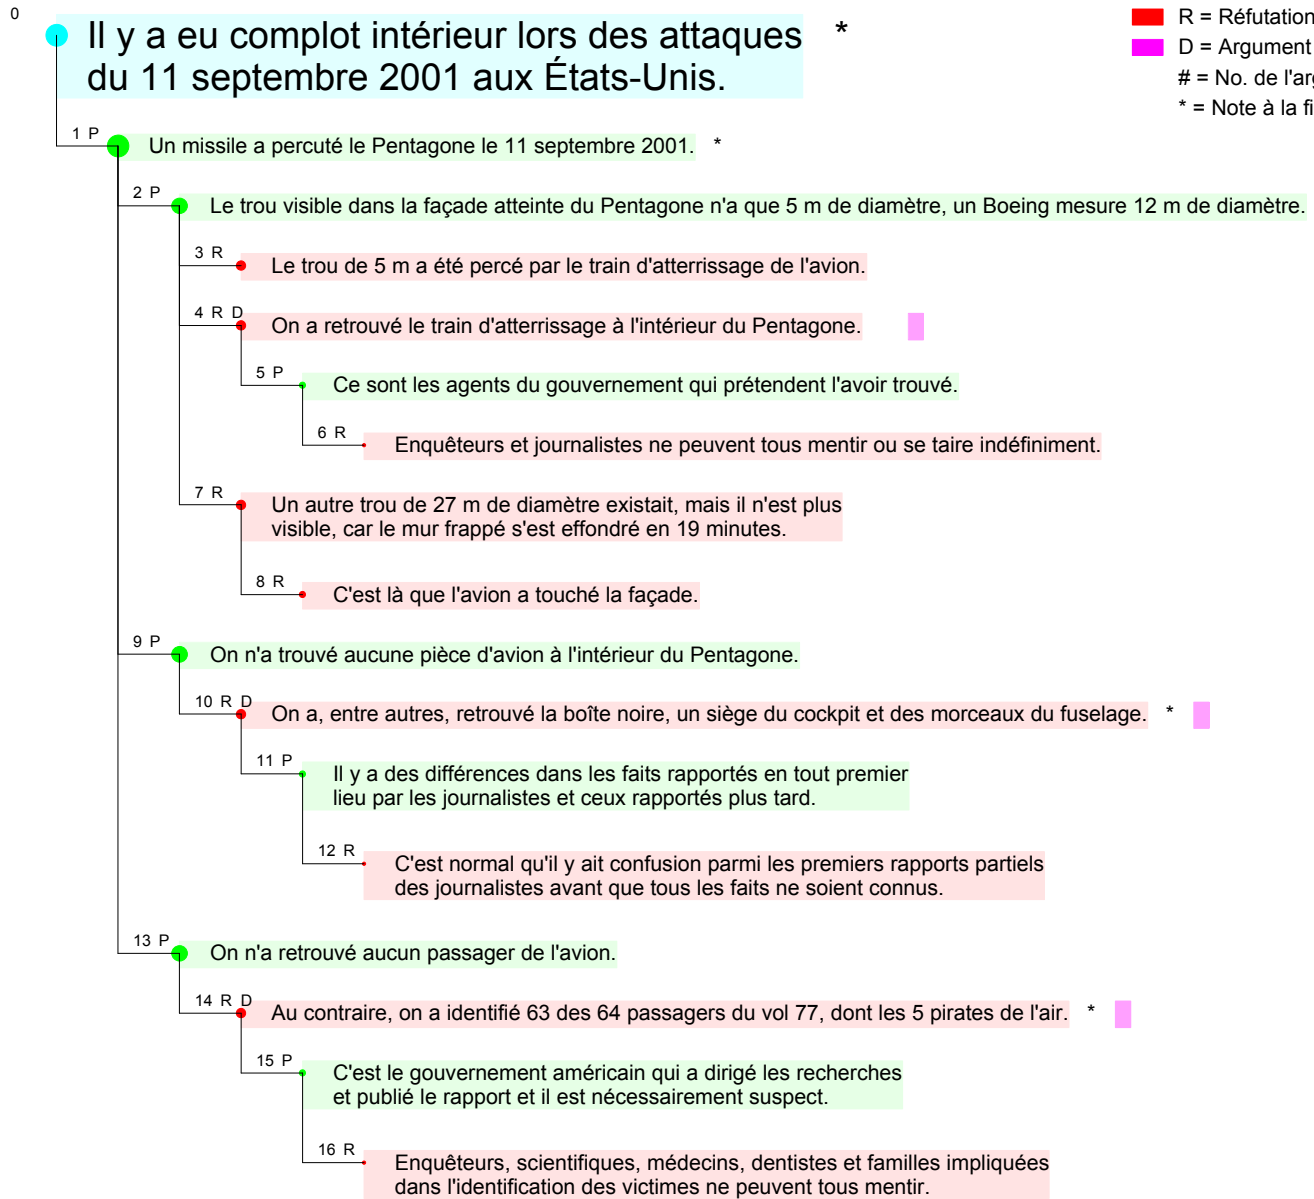 0
Il y a eu complot intérieur lors des attaques *
du 11 septembre 2001 aux États-Unis.
R = Réfutation
D = Argument
# = No. de l'arg
* = Note à la fi
1 P
Un missile a percuté le Pentagone le 11 septembre 2001. *
2 P
Le trou visible dans la façade atteinte du Pentagone n'a que 5 m de diamètre, un Boeing mesure 12 m de diamètre.
3 R
Le trou de 5 m a été percé par le train d'atterrissage de l'avion.
4 R D
On a retrouvé le train d'atterrissage à l'intérieur du Pentagone.
5 P
Ce sont les agents du gouvernement qui prétendent l'avoir trouvé.
6 R
Enquêteurs et journalistes ne peuvent tous mentir ou se taire indéfiniment.
7 R
Un autre trou de 27 m de diamètre existait, mais il n'est plus
visible, car le mur frappé s'est effondré en 19 minutes.
8 R
C'est là que l'avion a touché la façade.
9 P
On n'a trouvé aucune pièce d'avion à l'intérieur du Pentagone.
10 R D
On a, entre autres, retrouvé la boîte noire, un siège du cockpit et des morceaux du fuselage. *
11 P
Il y a des différences dans les faits rapportés en tout premier
lieu par les journalistes et ceux rapportés plus tard.
12 R
C'est normal qu'il y ait confusion parmi les premiers rapports partiels
des journalistes avant que tous les faits ne soient connus.
13 P
On n'a retrouvé aucun passager de l'avion.
14 R D
Au contraire, on a identifié 63 des 64 passagers du vol 77, dont les 5 pirates de l'air. *
15 P
C'est le gouvernement américain qui a dirigé les recherches
et publié le rapport et il est nécessairement suspect.
16 R
Enquêteurs, scientifiques, médecins, dentistes et familles impliquées
dans l'identification des victimes ne peuvent tous mentir.